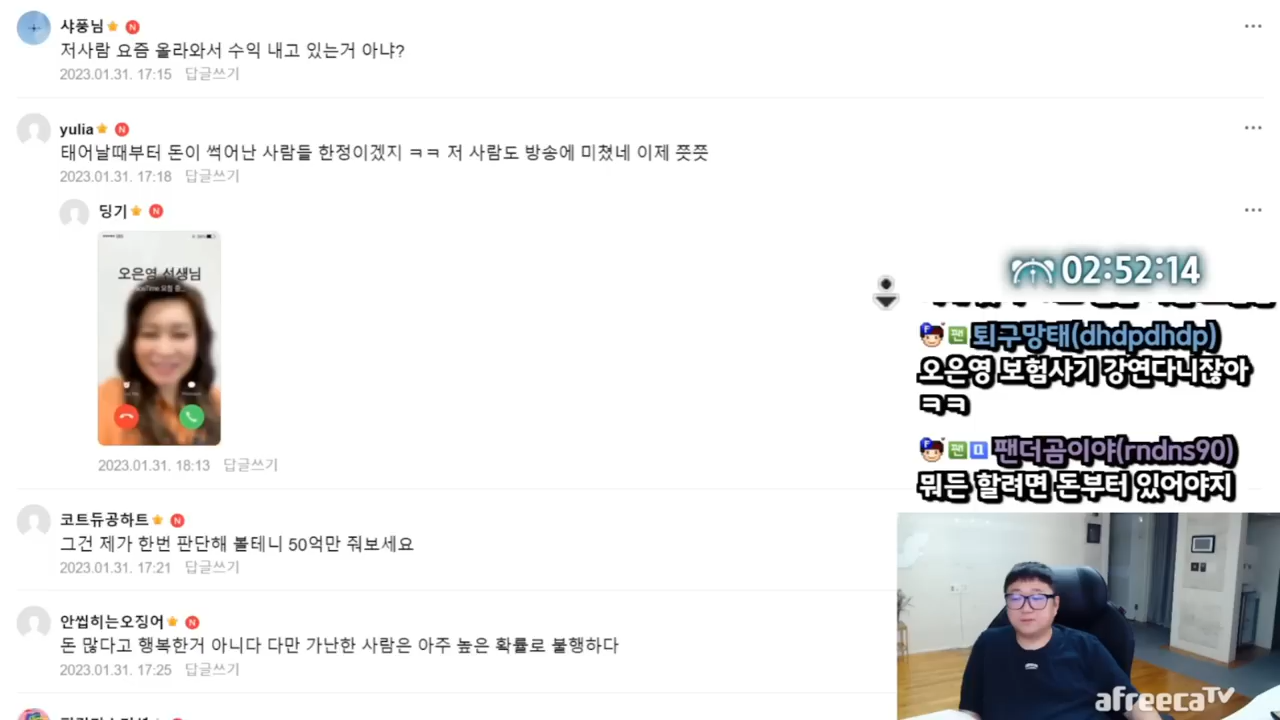 샤풍님
저사람 요즘 올라와서 수익 내고 있는거 아냐?
2023.01.31. 17:15 답글쓰기
yulia
태어날때부터 돈이 썩어난 사람들 한정이겠지 ㅋㅋ 저 사람도 방송에 미쳤네 이제 쯧쯧
2023.01.31. 17:18 답글쓰기
딩기
오은영 선생님
2023.01.31. 18:13 답글쓰기
02:52:14
퇴구망태(dhdpdhdp)
오은영 보험사기 강연다니잖아
ㅋㅋ
팬더곰이야(rndns90)
뭐든 할려면 돈부터 있어야지
코트듀공하트
그건 제가 한번 판단해 볼테니 50억만 줘보세요
2023.01.31. 17:21 답글쓰기
안씹히는오징어
돈 많다고 행복한거 아니다 다만 가난한 사람은 아주 높은 확률로 불행하다
2023.01.31. 17:25 답글쓰기
afreecaTV